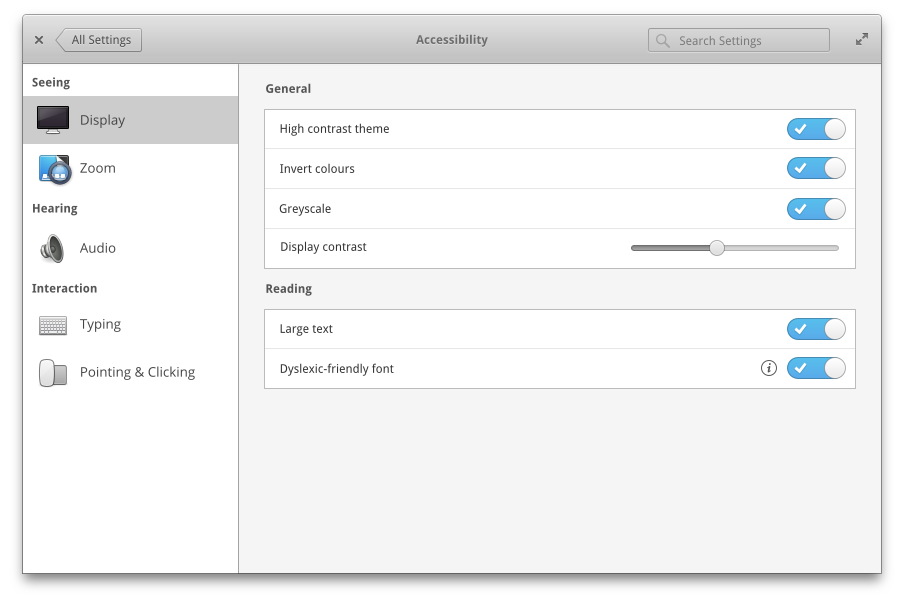 All Settings
Accessibility
Search Settings
Seeing
Display
Zoom
Hearing
Audio
Interaction
Typing
Pointing & Clicking
General
High contrast theme
Invert colours
Greyscale
Display contrast
Reading
Large text
Dyslexic-friendly font